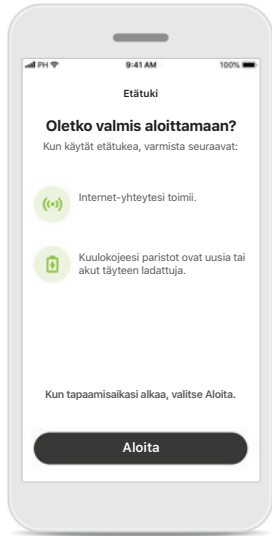 PH 9:41 AM 100%
Etätuki
Oletko valmis aloittamaan?
Kun käytät etätukea, varmista seuraavat:
Internet-yhteytesi toimii.
Kuulokojeesi paristot ovat uusia tai
akut täyteen ladattuja.
Kun tapaamisaikasi alkaa, valitse Aloita.
Aloita